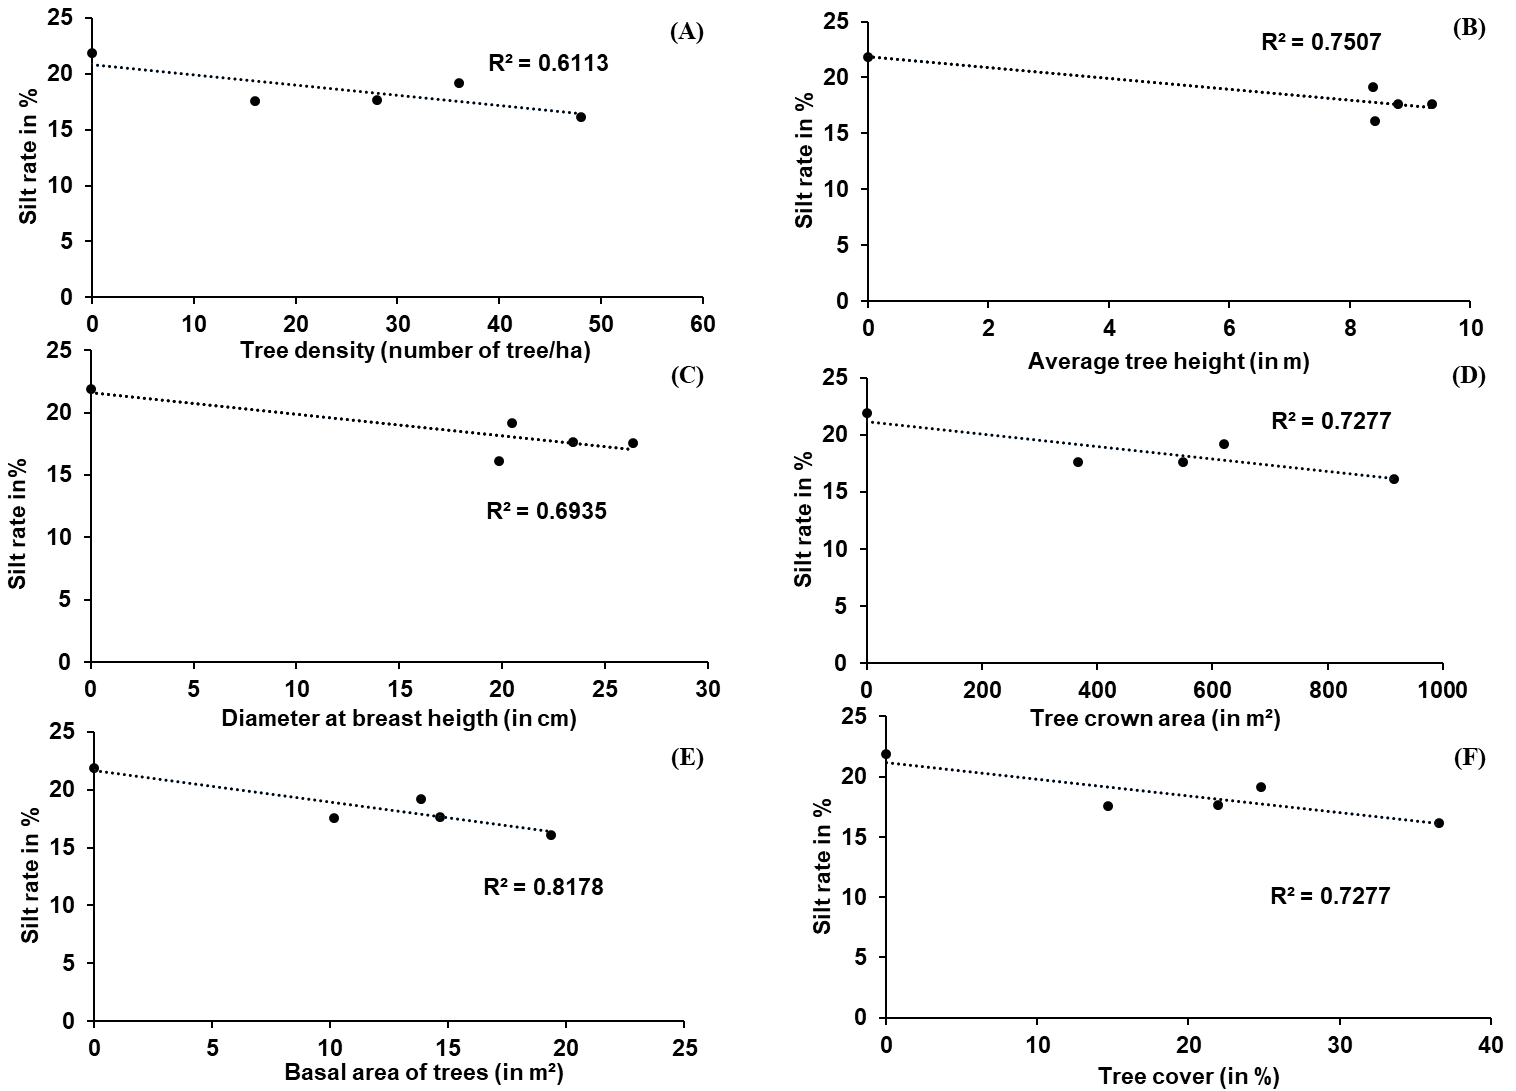 (A)
R² = 0.6113
Silt rate in %
25
20
15
10
5
0
0 10 20 30 40 50 60
Tree density (number of tree/ha)
(B)
R² = 0.7507
Silt rate in %
25
20
15
10
5
0
0 2 4 6 8 10
Average tree height (in m)
(C)
R² = 0.6935
Silt rate in%
25
20
15
10
5
0
0 5 10 15 20 25 30
Diameter at breast heigth (in cm)
(D)
R² = 0.7277
Silt rate in %
25
20
15
10
5
0
0 200 400 600 800 1000
Tree crown area (in m²)
(E)
R² = 0.8178
Silt rate in %
25
20
15
10
5
0
0 5 10 15 20 25
Basal area of trees (in m²)
(F)
R² = 0.7277
Silt rate in %
25
20
15
10
5
0
0 10 20 30 40
Tree cover (in %)